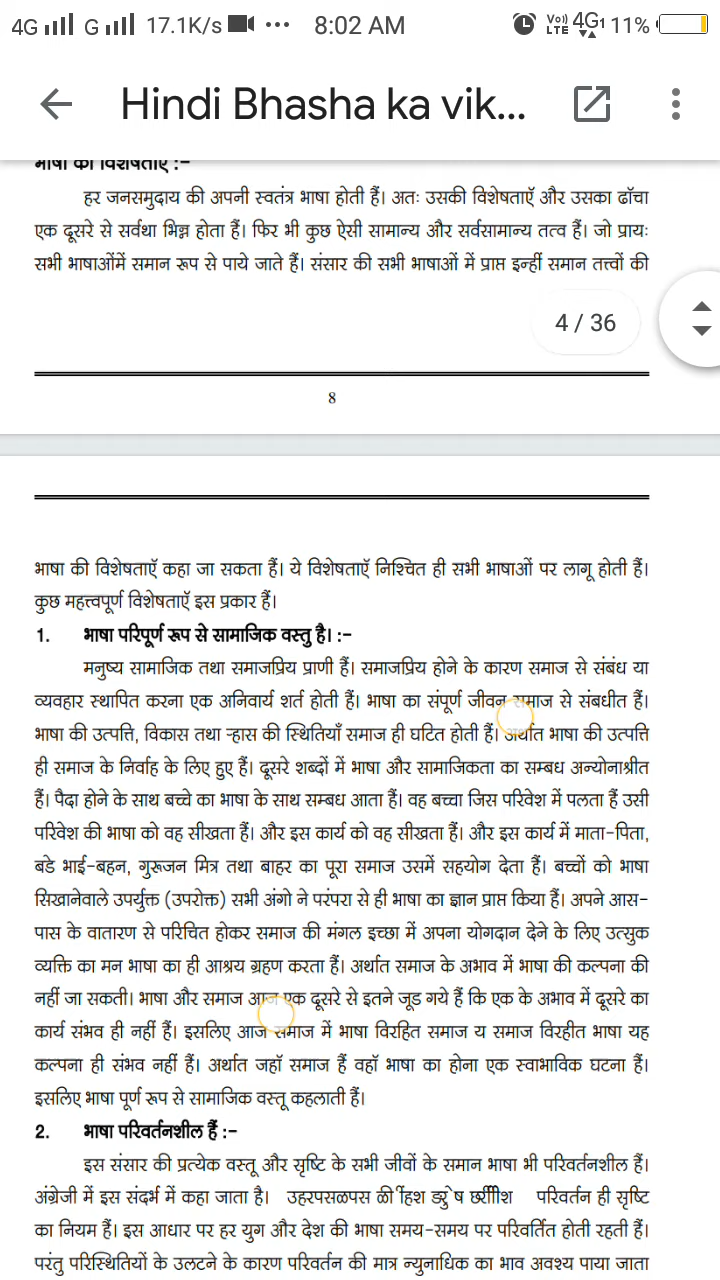 4G G 17.1K/s ... 8:02 AM Vo)) LTE 4G1 11%
Hindi Bhasha ka vik...
भाषा की विशेषताएँ :-
हर जनसमुदाय की अपनी स्वतंत्र भाषा होती हैं। अतः उसकी विशेषताएँ और उसका ढाँचा
एक दूसरे से सर्वथा भिन्न होता हैं। फिर भी कुछ ऐसी सामान्य और सर्वसामान्य तत्व हैं। जो प्रायः
सभी भाषाओंमें समान रूप से पाये जाते हैं। संसार की सभी भाषाओं में प्राप्त इन्हीं समान तत्त्वों की
4 / 36
8
भाषा की विशेषताएँ कहा जा सकता हैं। ये विशेषताएँ निश्चित ही सभी भाषाओं पर लागू होती हैं।
कुछ महत्त्वपूर्ण विशेषताएँ इस प्रकार हैं।
1. भाषा परिपूर्ण रूप से सामाजिक वस्तु है। :-
मनुष्य सामाजिक तथा समाजप्रिय प्राणी हैं। समाजप्रिय होने के कारण समाज से संबंध या
व्यवहार स्थापित करना एक अनिवार्य शर्त होती हैं। भाषा का संपूर्ण जीवन समाज से संबधीत हैं।
भाषा की उत्पत्ति, विकास तथा ऱ्हास की स्थितियाँ समाज ही घटित होती हैं। अर्थात भाषा की उत्पत्ति
ही समाज के निर्वाह के लिए हुए हैं। दूसरे शब्दों में भाषा और सामाजिकता का सम्बध अन्योनाश्रीत
हैं। पैदा होने के साथ बच्चे का भाषा के साथ सम्बध आता हैं। वह बच्चा जिस परिवेश में पलता हैं उसी
परिवेश की भाषा को वह सीखता हैं। और इस कार्य को वह सीखता हैं। और इस कार्य में माता-पिता,
बडे भाई-बहन, गुरूजन मित्र तथा बाहर का पूरा समाज उसमें सहयोग देता हैं। बच्चों को भाषा
सिखानेवाले उपर्युक्त (उपरोक्त) सभी अंगो ने परंपरा से ही भाषा का ज्ञान प्राप्त किया हैं। अपने आस-
पास के वातारण से परिचित होकर समाज की मंगल इच्छा में अपना योगदान देने के लिए उत्सुक
व्यक्ति का मन भाषा का ही आश्रय ग्रहण करता हैं। अर्थात समाज के अभाव में भाषा की कल्पना की
नहीं जा सकती। भाषा और समाज आज एक दूसरे से इतने जूड गये हैं कि एक के अभाव में दूसरे का
कार्य संभव ही नहीं हैं। इसलिए आज समाज में भाषा विरहित समाज य समाज विरहीत भाषा यह
कल्पना ही संभव नहीं हैं। अर्थात जहाँ समाज हैं वहाँ भाषा का होना एक स्वाभाविक घटना हैं।
इसलिए भाषा पूर्ण रूप से सामाजिक वस्तू कहलाती हैं।
2. भाषा परिवर्तनशील हैं :-
इस संसार की प्रत्येक वस्तू और सृष्टि के सभी जीवों के समान भाषा भी परिवर्तनशील हैं।
अंग्रेजी में इस संदर्भ में कहा जाता है। उहरपसळपस परिवर्तन ही सृष्टि
का नियम हैं। इस आधार पर हर युग और देश की भाषा समय-समय पर परिवर्तित होती रहती हैं।
परंतु परिस्थितियों के उलटने के कारण परिवर्तन की मात्र न्युनाधिक का भाव अवश्य पाया जाता